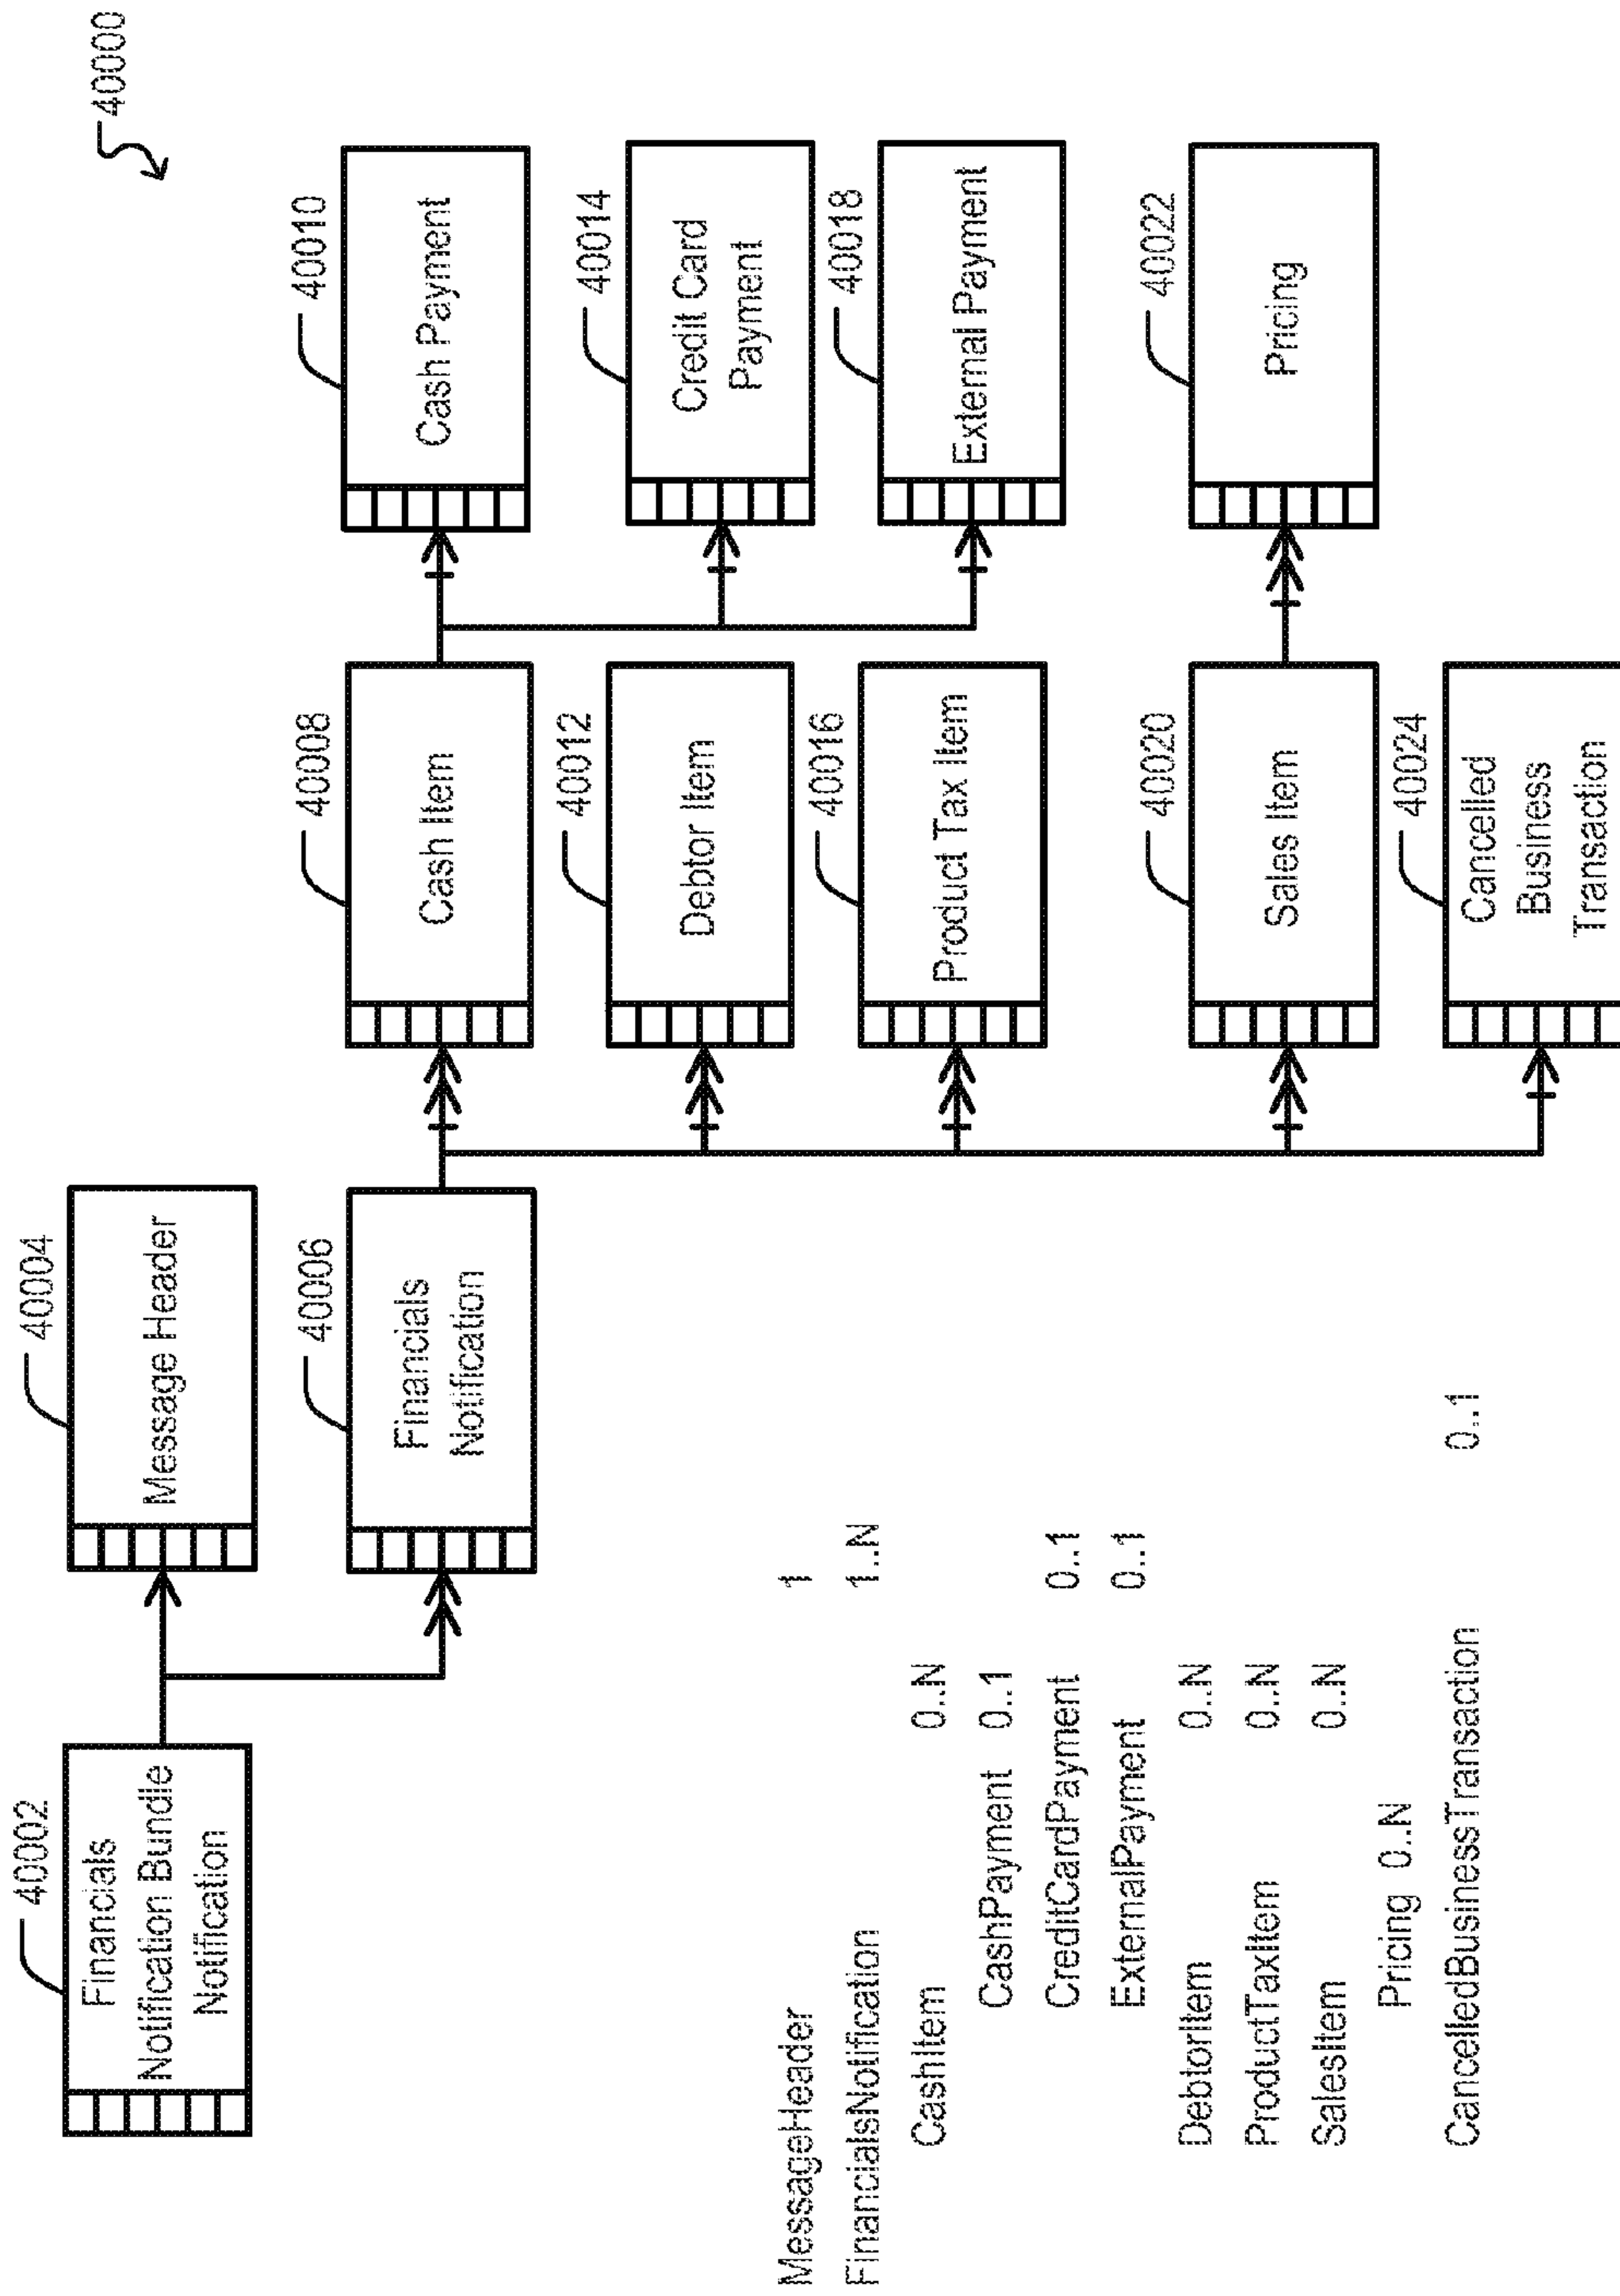 40000
40002
Financials
Notification Bundle
Notification
40004
Message Header
40006
Financials
Notification
40008
Cash Item
40010
Cash Payment
40012
Debtor Item
40014
Credit Card
Payment
40016
Product Tax Item
40018
External Payment
40020
Sales Item
40022
Pricing
40024
Cancelled
Business
Transaction
MessageHeader 1
FinancialsNotification 1..N
CashItem 0..N
CashPayment 0..1
CreditCardPayment 0..1
ExternalPayment 0..1
DebtorItem 0..N
ProductTaxItem 0..N
SalesItem 0..N
Pricing 0..N
CancelledBusinessTransaction 0..1